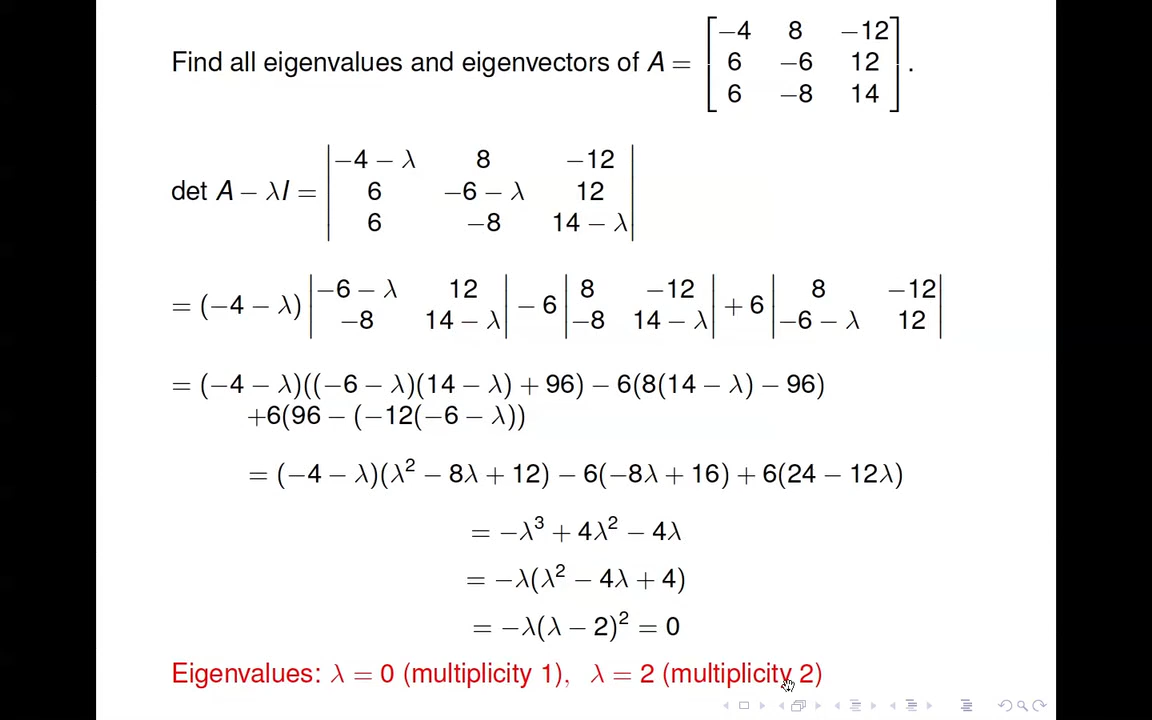 Find all eigenvalues and eigenvectors of A = [ −4 8 −12
6 −6 12
6 −8 14 ] .
det A − λI = | −4 − λ 8 −12
6 −6 − λ 12
6 −8 14 − λ |
= (−4 − λ) | −6 − λ 12 ; −8 14 − λ | − 6 | 8 −12 ; −8 14 − λ | + 6 | 8 −12 ; −6 − λ 12 |
= (−4 − λ)((−6 − λ)(14 − λ) + 96) − 6(8(14 − λ) − 96)
+6(96 − (−12(−6 − λ))
= (−4 − λ)(λ² − 8λ + 12) − 6(−8λ + 16) + 6(24 − 12λ)
= −λ³ + 4λ² − 4λ
= −λ(λ² − 4λ + 4)
= −λ(λ − 2)² = 0
Eigenvalues: λ = 0 (multiplicity 1), λ = 2 (multiplicity 2)